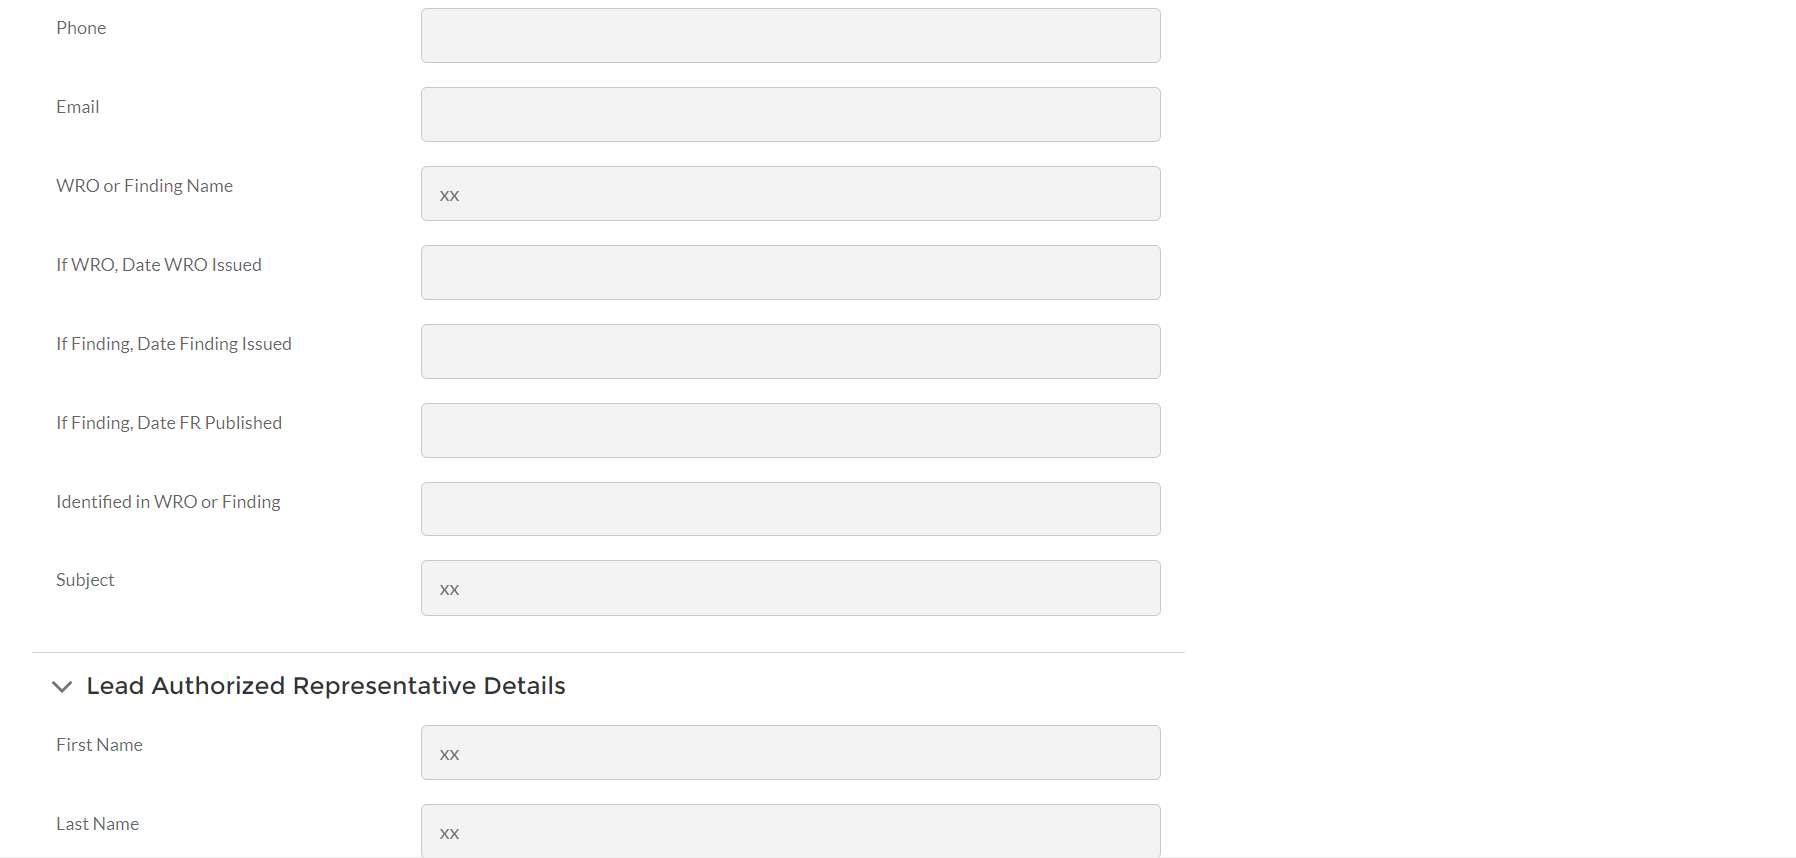 Phone
Email
WRO or Finding Name
xx
If WRO, Date WRO Issued
If Finding, Date Finding Issued
If Finding, Date FR Published
Identified in WRO or Finding
Subject
xx
Lead Authorized Representative Details
First Name
xx
Last Name
xx